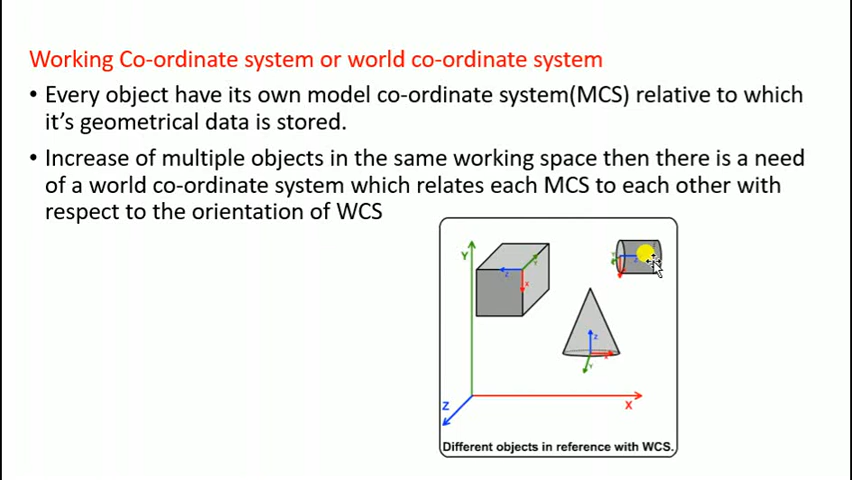 Working Co-ordinate system or world co-ordinate system
• Every object have its own model co-ordinate system(MCS) relative to which
it's geometrical data is stored.
• Increase of multiple objects in the same working space then there is a need
of a world co-ordinate system which relates each MCS to each other with
respect to the orientation of WCS
Y
Z
Y
X
Z
X
Y
Z
X
Different objects in reference with WCS.